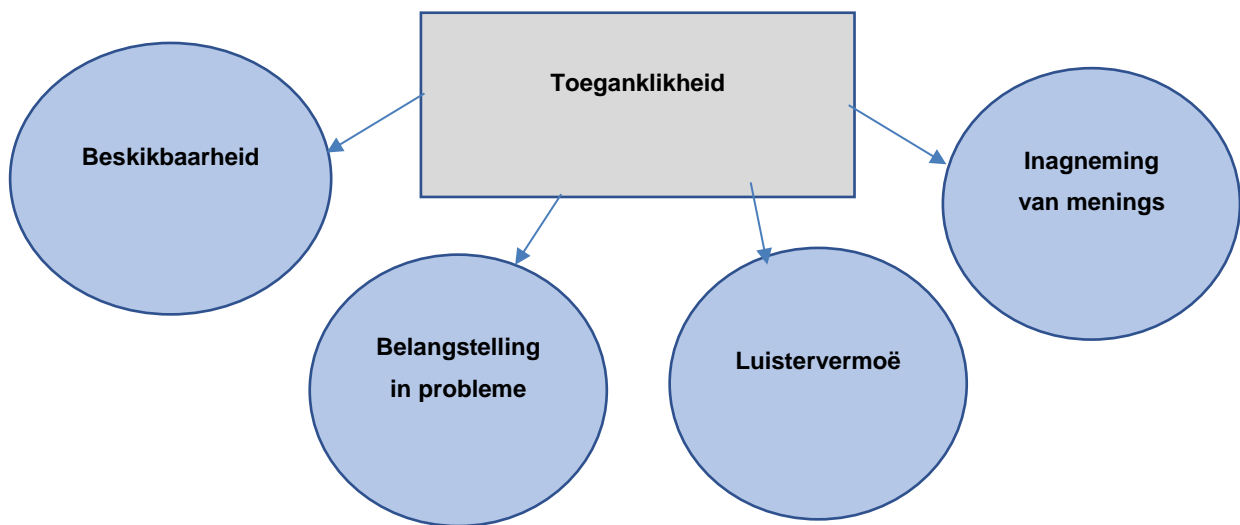 Toeganklikheid
Beskikbaarheid
Belangstelling
in probleme
Luistervermoë
Inagneming
van menings